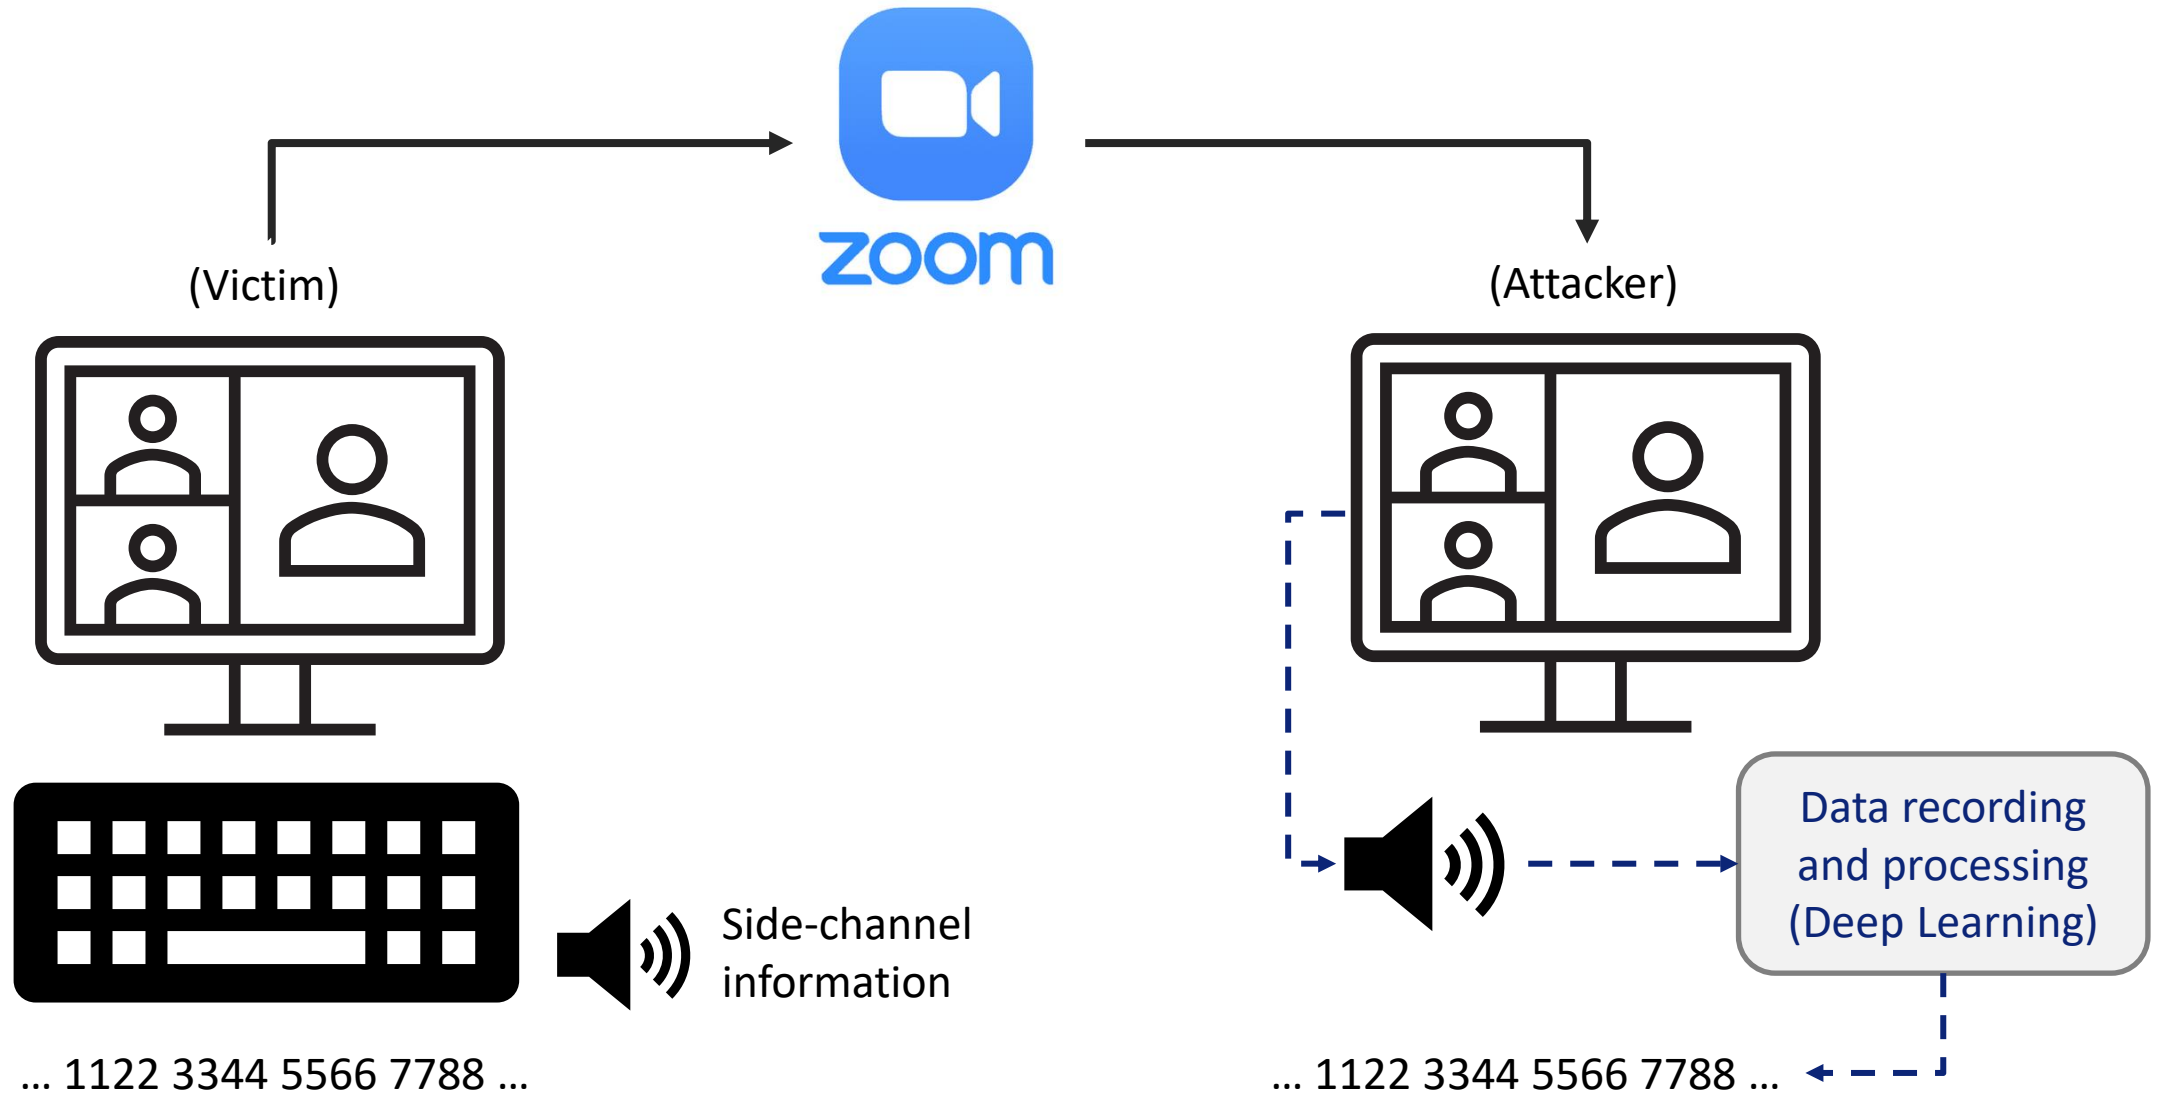 zoom
(Victim)
(Attacker)
Side-channel
information
Data recording
and processing
(Deep Learning)
... 1122 3344 5566 7788 ...
... 1122 3344 5566 7788 ...